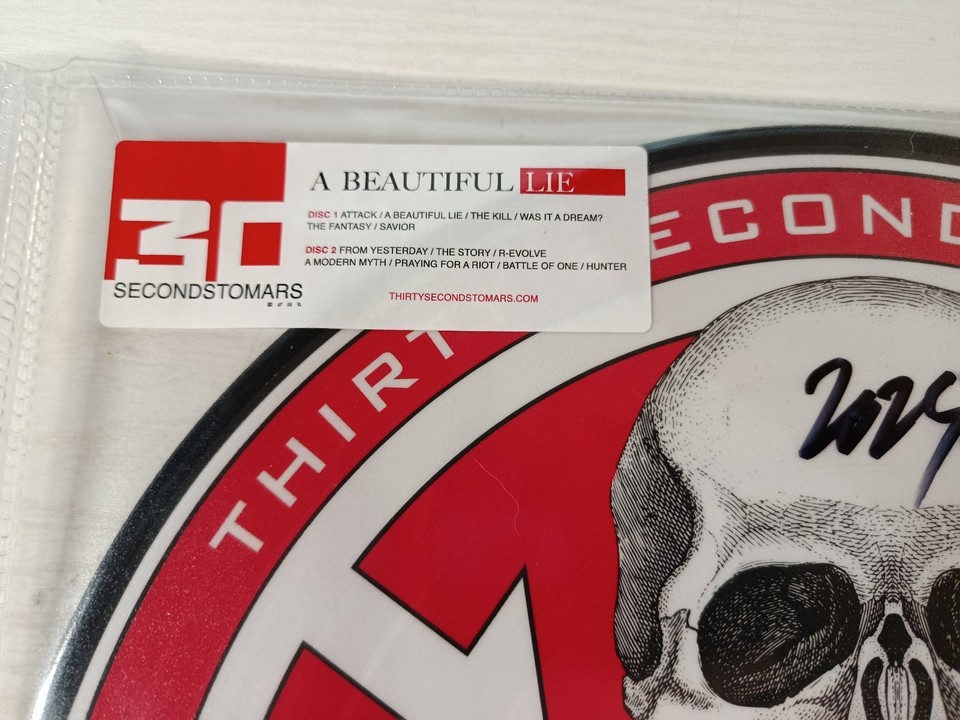 30
SECONDSTOMARS
A BEAUTIFUL LIE
DISC 1 ATTACK / A BEAUTIFUL LIE / THE KILL / WAS IT A DREAM?
THE FANTASY / SAVIOR
DISC 2 FROM YESTERDAY / THE STORY / R-EVOLVE
A MODERN MYTH / PRAYING FOR A RIOT / BATTLE OF ONE / HUNTER
THIRTYSECONDSTOMARS.COM
THIRT ECOND
2024